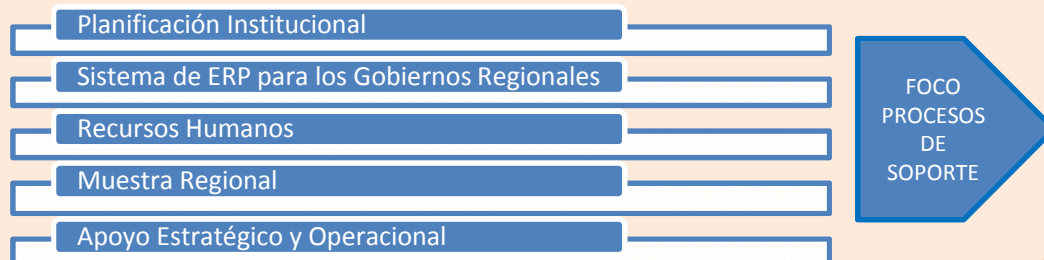 Planificación Institucional
Sistema de ERP para los Gobiernos Regionales
Recursos Humanos
Muestra Regional
Apoyo Estratégico y Operacional
FOCO
PROCESOS
DE
SOPORTE